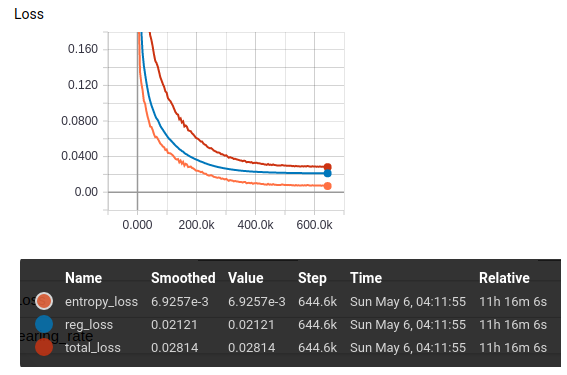 Loss
0.160
0.120
0.0800
0.0400
0.00
0.000 200.0k 400.0k 600.0k
Name Smoothed Value Step Time Relative
entropy_loss 6.9257e-3 6.9257e-3 644.6k Sun May 6, 04:11:55 11h 16m 6s
reg_loss 0.02121 0.02121 644.6k Sun May 6, 04:11:55 11h 16m 6s
earing_rate
total_loss 0.02814 0.02814 644.6k Sun May 6, 04:11:55 11h 16m 6s